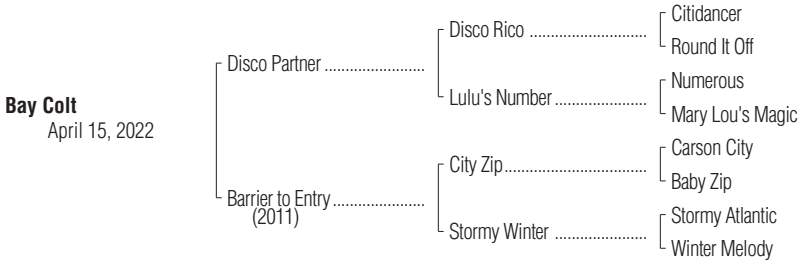 Citidancer
Disco Rico ..........................
Round It Off
Disco Partner ......................
Numerous
Lulu's Number .....................
Mary Lou's Magic
Bay Colt
April 15, 2022
Carson City
City Zip................................
Baby Zip
Barrier to Entry....................
(2011)
Stormy Atlantic
Stormy Winter .....................
Winter Melody